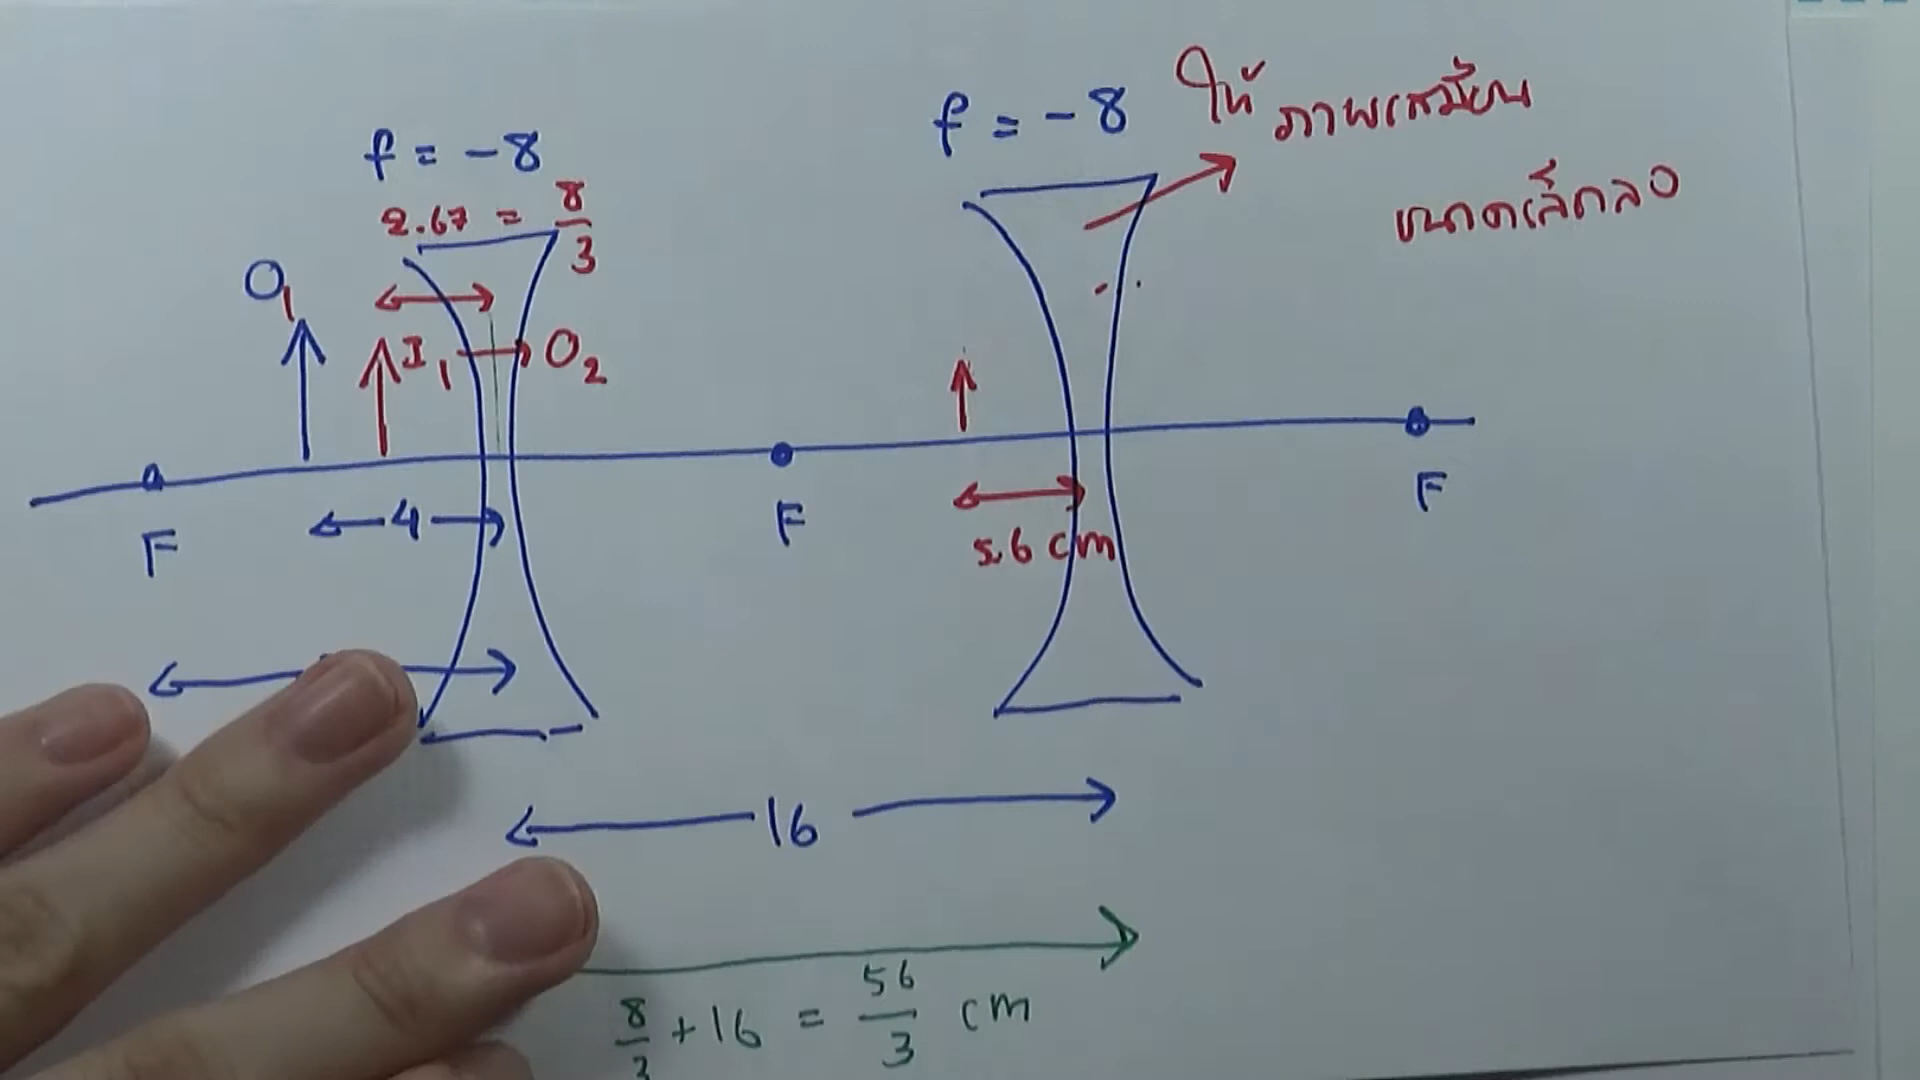 f = -8
2.67 = 8/3
O1
I1 → O2
F
4
F
16
8/3 + 16 = 56/3 cm
f = -8
ให้ ภาพเสมือน
ขนาดเล็กลง
5.6 cm
F